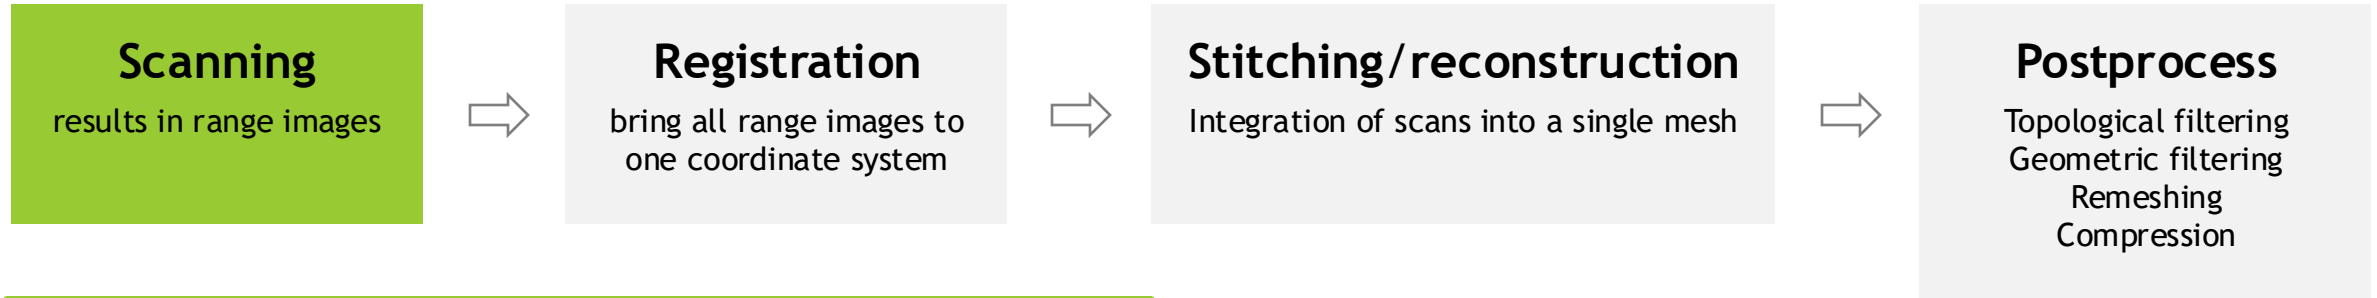 Scanning
results in range images
Registration
bring all range images to
one coordinate system
Stitching/reconstruction
Integration of scans into a single mesh
Postprocess
Topological filtering
Geometric filtering
Remeshing
Compression